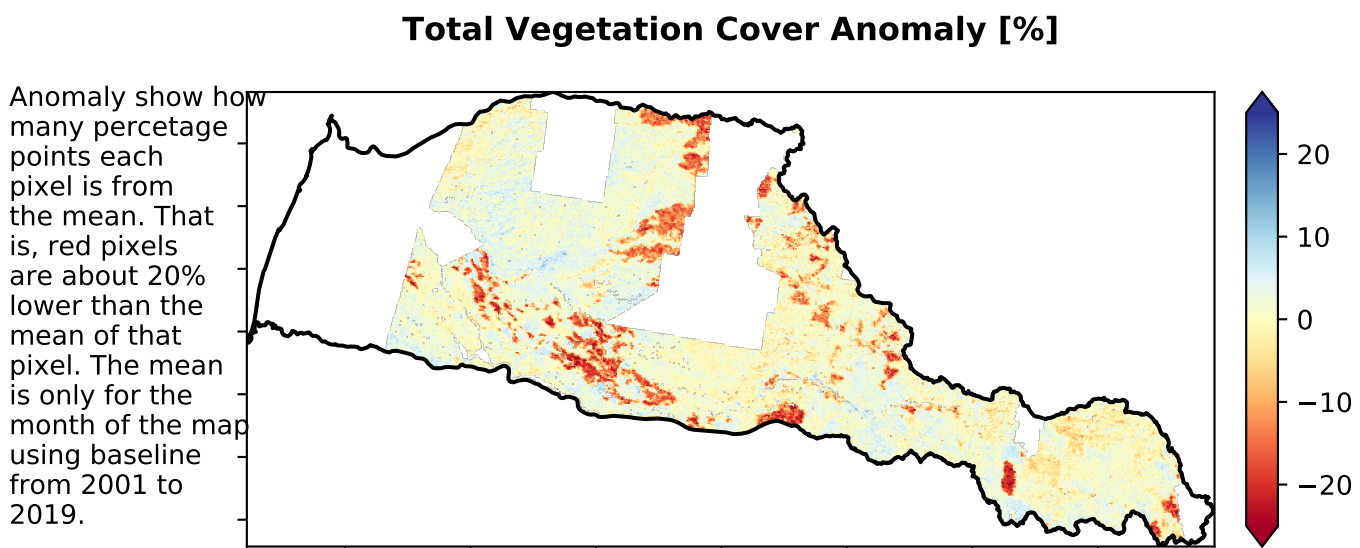 Total Vegetation Cover Anomaly [%]
Anomaly show how
many percetage
points each
pixel is from
the mean. That
is, red pixels
are about 20%
lower than the
mean of that
pixel. The mean
is only for the
month of the map
using baseline
from 2001 to
2019.
20
10
0
−10
−20